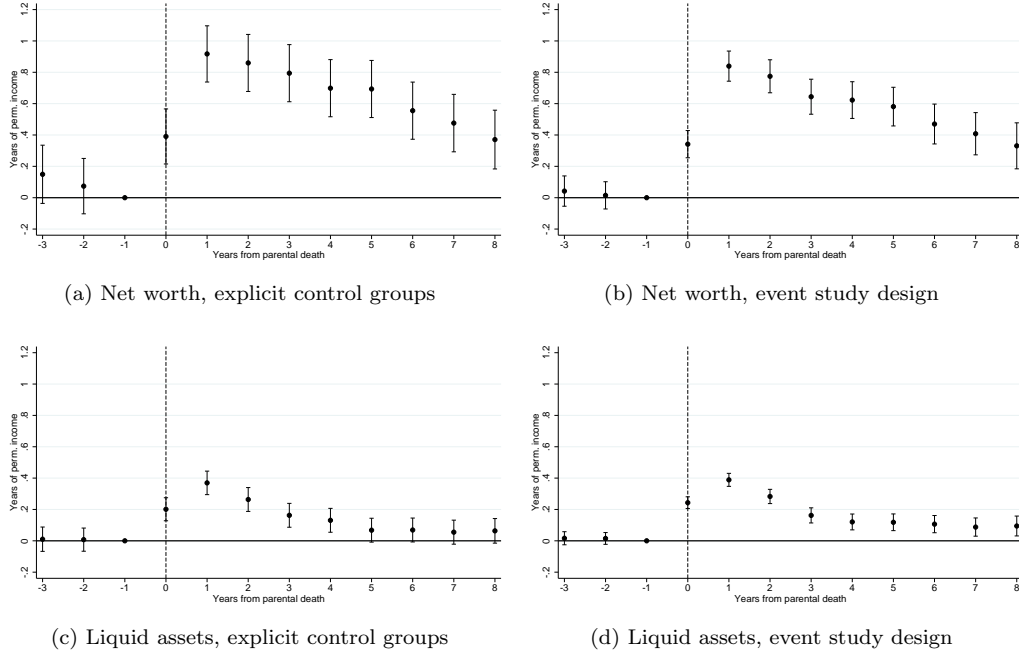 Years of perm. income
-.2 0 .2 .4 .6 .8 1 1.2
-3 -2 -1 0 1 2 3 4 5 6 7 8
Years from parental death
(a) Net worth, explicit control groups
Years of perm. income
-.2 0 .2 .4 .6 .8 1 1.2
-3 -2 -1 0 1 2 3 4 5 6 7 8
Years from parental death
(b) Net worth, event study design
Years of perm. income
-.2 0 .2 .4 .6 .8 1 1.2
-3 -2 -1 0 1 2 3 4 5 6 7 8
Years from parental death
(c) Liquid assets, explicit control groups
Years of perm. income
-.2 0 .2 .4 .6 .8 1 1.2
-3 -2 -1 0 1 2 3 4 5 6 7 8
Years from parental death
(d) Liquid assets, event study design